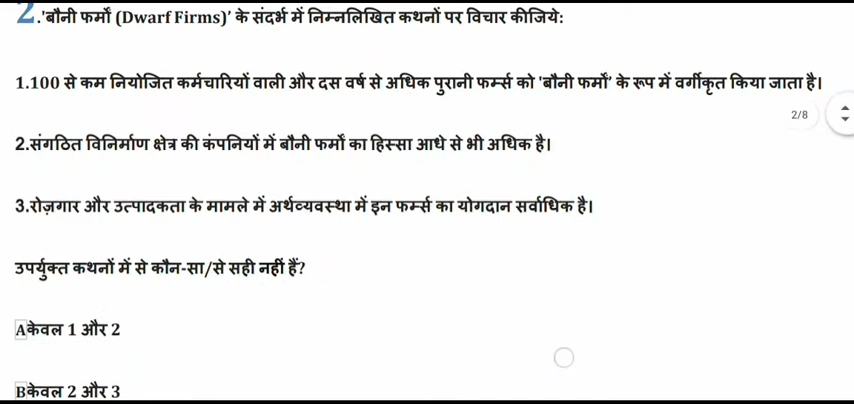 2.'बौनी फर्मों (Dwarf Firms)' के संदर्भ में निम्नलिखित कथनों पर विचार कीजिये:
1.100 से कम नियोजित कर्मचारियों वाली और दस वर्ष से अधिक पुरानी फर्म्स को 'बौनी फर्मों' के रूप में वर्गीकृत किया जाता है।
2/8
2.संगठित विनिर्माण क्षेत्र की कंपनियों में बौनी फर्मों का हिस्सा आधे से भी अधिक है।
3.रोज़गार और उत्पादकता के मामले में अर्थव्यवस्था में इन फर्म्स का योगदान सर्वाधिक है।
उपर्युक्त कथनों में से कौन-सा/से सही नहीं हैं?
Aकेवल 1 और 2
Bकेवल 2 और 3